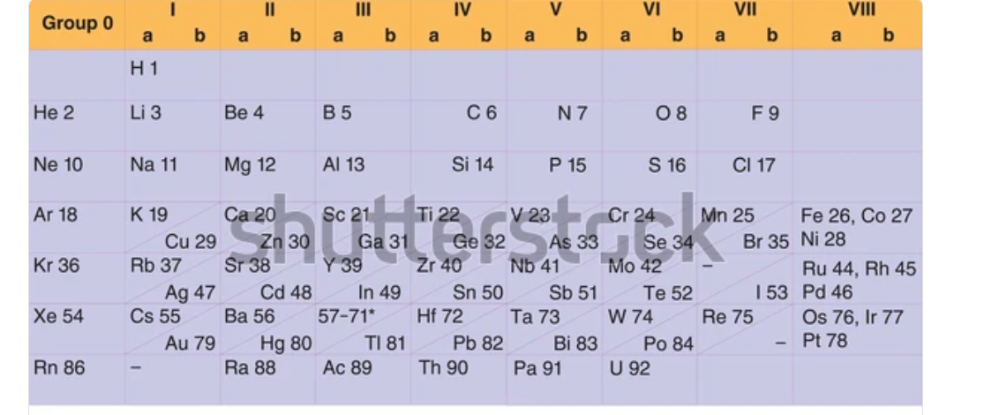 Group 0 I II III IV V VI VII VIII
a b a b a b a b a b a b a b a b
H 1
He 2 Li 3 Be 4 B 5 C 6 N 7 O 8 F 9
Ne 10 Na 11 Mg 12 Al 13 Si 14 P 15 S 16 Cl 17
Ar 18 K 19 Ca 20 Sc 21 Ti 22 V 23 Cr 24 Mn 25 Fe 26, Co 27
Cu 29 Zn 30 Ga 31 Ge 32 As 33 Se 34 Br 35 Ni 28
shutterstock
Kr 36 Rb 37 Sr 38 Y 39 Zr 40 Nb 41 Mo 42 – Ru 44, Rh 45
Ag 47 Cd 48 In 49 Sn 50 Sb 51 Te 52 I 53 Pd 46
Xe 54 Cs 55 Ba 56 57–71* Hf 72 Ta 73 W 74 Re 75 Os 76, Ir 77
Au 79 Hg 80 Tl 81 Pb 82 Bi 83 Po 84 – Pt 78
Rn 86 – Ra 88 Ac 89 Th 90 Pa 91 U 92